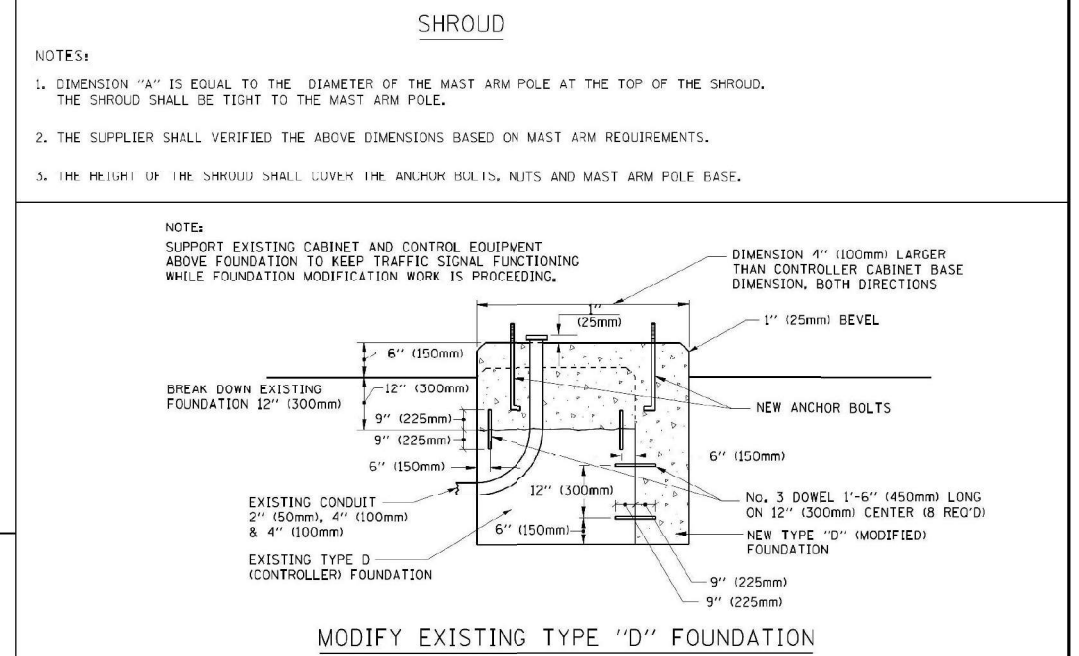 SHROUD
NOTES:
1. DIMENSION "A" IS EQUAL TO THE DIAMETER OF THE MAST ARM POLE AT THE TOP OF THE SHROUD.
THE SHROUD SHALL BE TIGHT TO THE MAST ARM POLE.
2. THE SUPPLIER SHALL VERIFIED THE ABOVE DIMENSIONS BASED ON MAST ARM REQUIREMENTS.
3. THE HEIGHT OF THE SHROUD SHALL COVER THE ANCHOR BOLTS, NUTS AND MAST ARM POLE BASE.
NOTE:
SUPPORT EXISTING CABINET AND CONTROL EQUIPMENT
ABOVE FOUNDATION TO KEEP TRAFFIC SIGNAL FUNCTIONING
WHILE FOUNDATION MODIFICATION WORK IS PROCEEDING.
DIMENSION 4" (100mm) LARGER
THAN CONTROLLER CABINET BASE
DIMENSION, BOTH DIRECTIONS
1"
(25mm)
1" (25mm) BEVEL
6" (150mm)
BREAK DOWN EXISTING
FOUNDATION 12" (300mm)
12" (300mm)
9" (225mm)
9" (225mm)
6" (150mm)
NEW ANCHOR BOLTS
6" (150mm)
12" (300mm)
6" (150mm)
EXISTING CONDUIT
2" (50mm), 4" (100mm)
& 4" (100mm)
EXISTING TYPE D
(CONTROLLER) FOUNDATION
No. 3 DOWEL 1'-6" (450mm) LONG
ON 12" (300mm) CENTER (8 REQ'D)
NEW TYPE "D" (MODIFIED)
FOUNDATION
9" (225mm)
9" (225mm)
MODIFY EXISTING TYPE "D" FOUNDATION